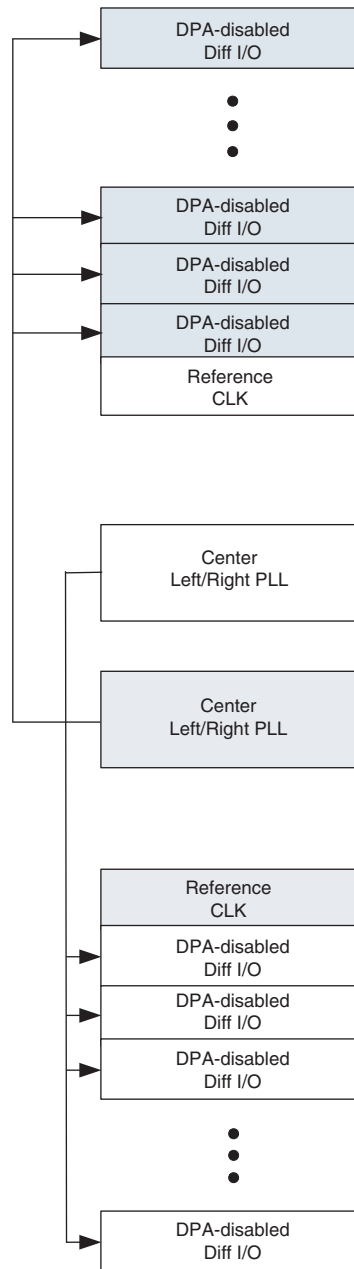 DPA-disabled
Diff I/O
DPA-disabled
Diff I/O
DPA-disabled
Diff I/O
DPA-disabled
Diff I/O
Reference
CLK
Center
Left/Right PLL
Center
Left/Right PLL
Reference
CLK
DPA-disabled
Diff I/O
DPA-disabled
Diff I/O
DPA-disabled
Diff I/O
DPA-disabled
Diff I/O